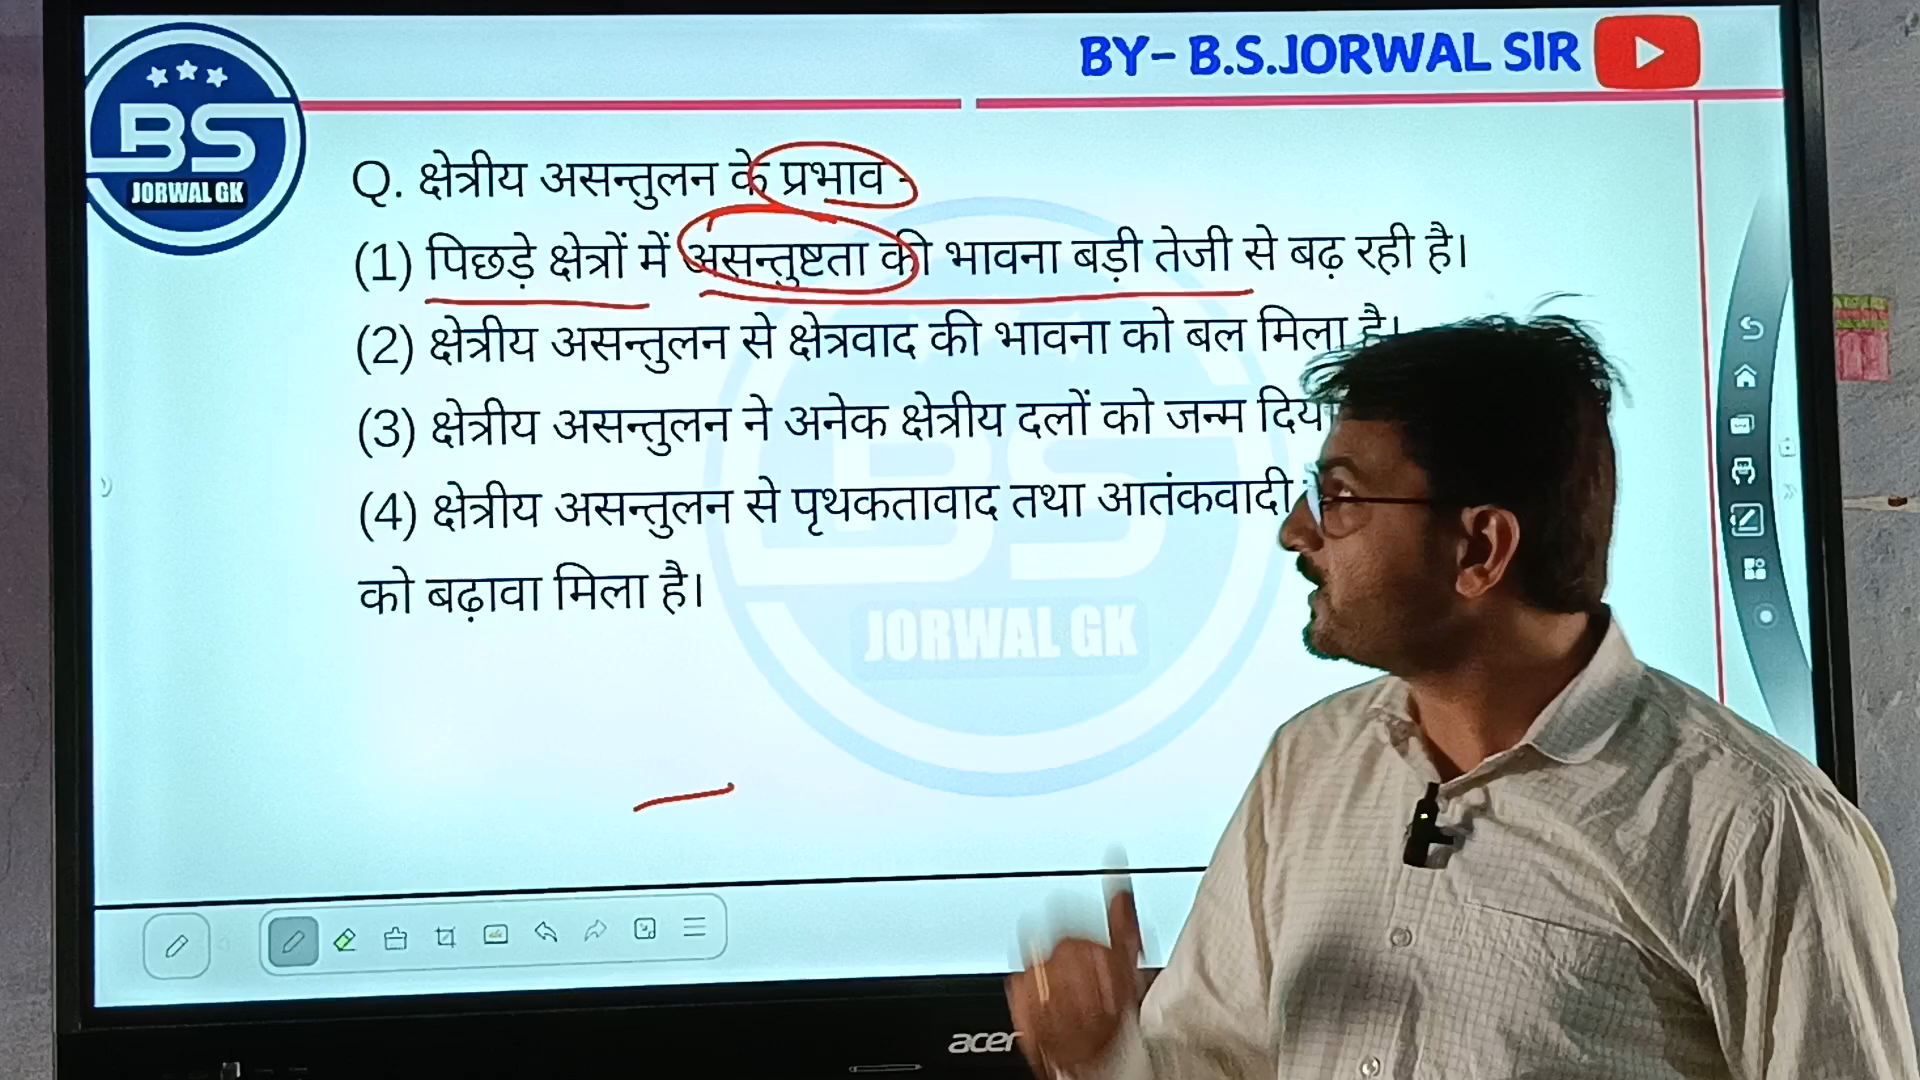 BY- B.S.JORWAL SIR
BS
JORWAL GK
Q. क्षेत्रीय असन्तुलन के प्रभाव -
(1) पिछड़े क्षेत्रों में असन्तुष्टता की भावना बड़ी तेजी से बढ़ रही है।
(2) क्षेत्रीय असन्तुलन से क्षेत्रवाद की भावना को बल मिला है।
(3) क्षेत्रीय असन्तुलन ने अनेक क्षेत्रीय दलों को जन्म
(4) क्षेत्रीय असन्तुलन से पृथकतावाद तथा आतंकवादी
को बढ़ावा मिला है।
BS
JORWAL GK
acer